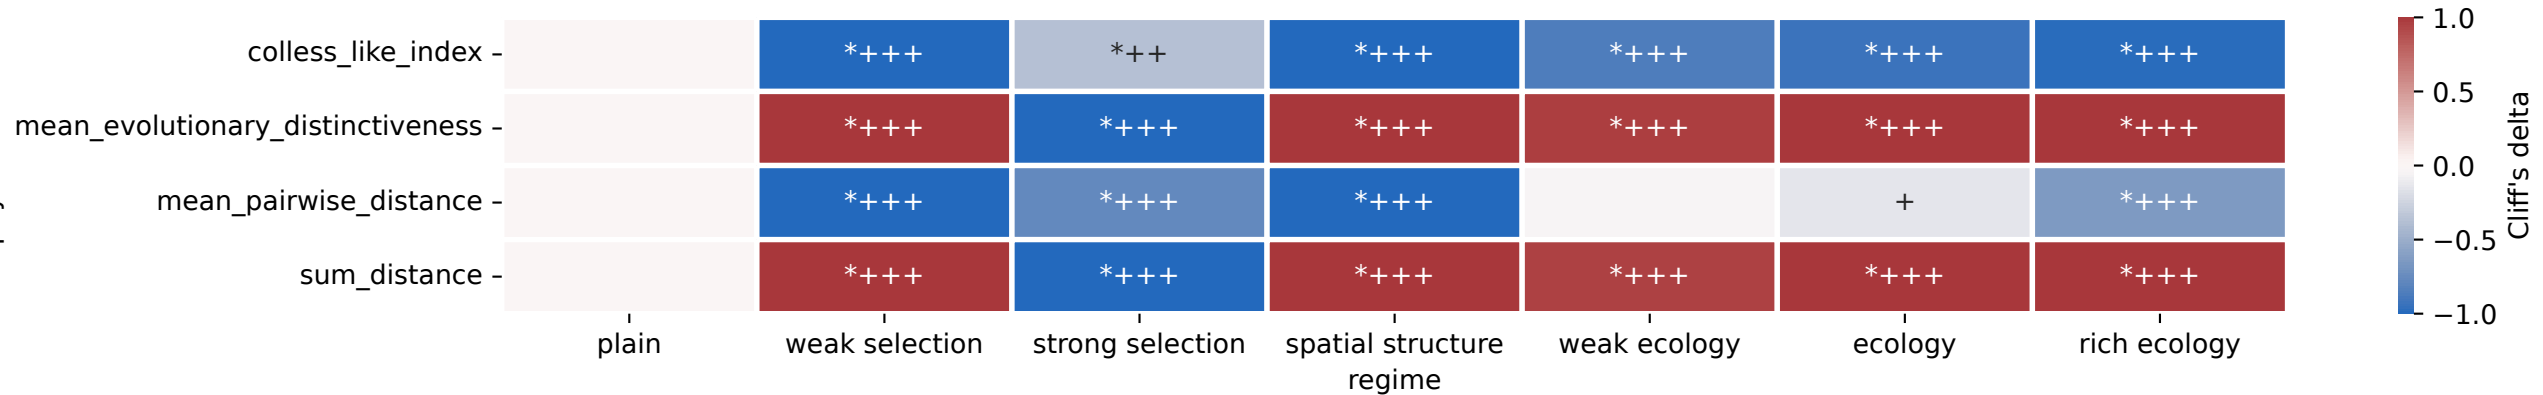 colless_like_index *+++ *++ *+++ *+++ *+++ *+++
mean_evolutionary_distinctiveness *+++ *+++ *+++ *+++ *+++ *+++
mean_pairwise_distance *+++ *+++ *+++ + *+++
sum_distance *+++ *+++ *+++ *+++ *+++ *+++
plain weak selection strong selection spatial structure weak ecology ecology rich ecology
regime
1.0
0.5
0.0
−0.5
−1.0
Cliff's delta